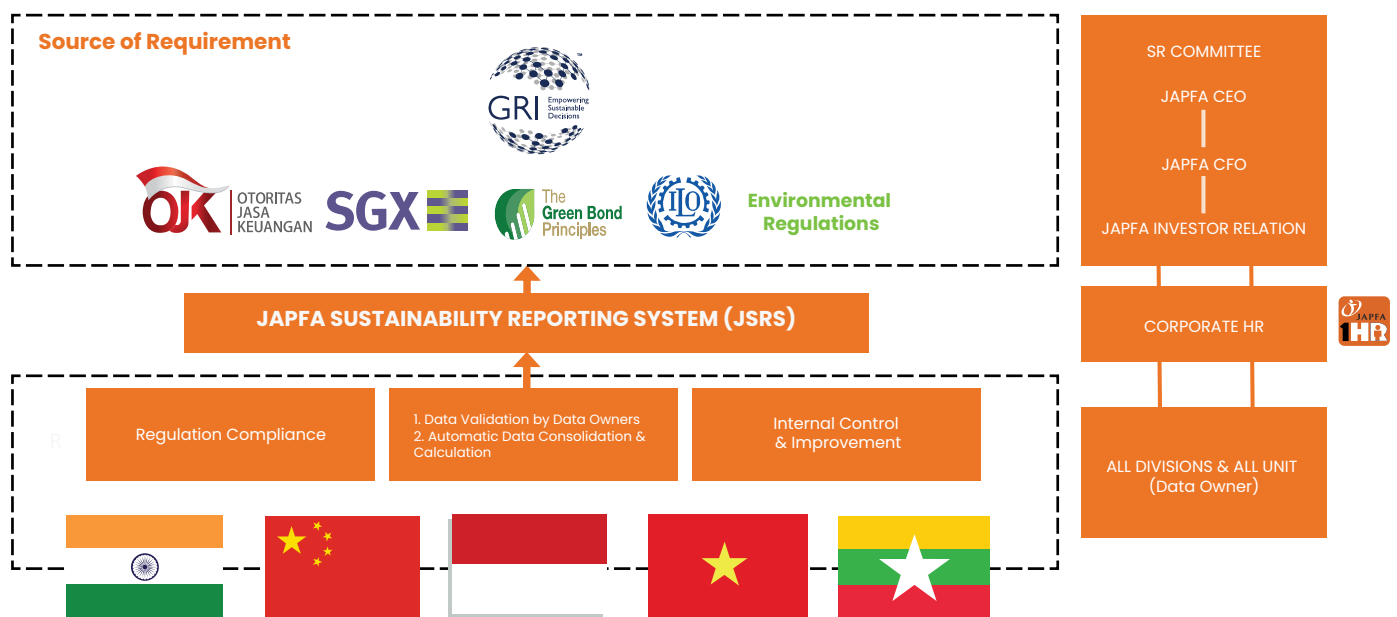 Source of Requirement
GRI
Empowering
Sustainable
Decisions
™
OJK
OTORITAS
JASA
KEUANGAN
SGX
The
Green Bond
Principles
ILO
Environmental
Regulations
JAPFA SUSTAINABILITY REPORTING SYSTEM (JSRS)
R
Regulation Compliance
1. Data Validation by Data Owners
2. Automatic Data Consolidation &
Calculation
Internal Control
& Improvement
SR COMMITTEE
JAPFA CEO
JAPFA CFO
JAPFA INVESTOR RELATION
CORPORATE HR
JAPFA
1HR
ALL DIVISIONS & ALL UNIT
(Data Owner)